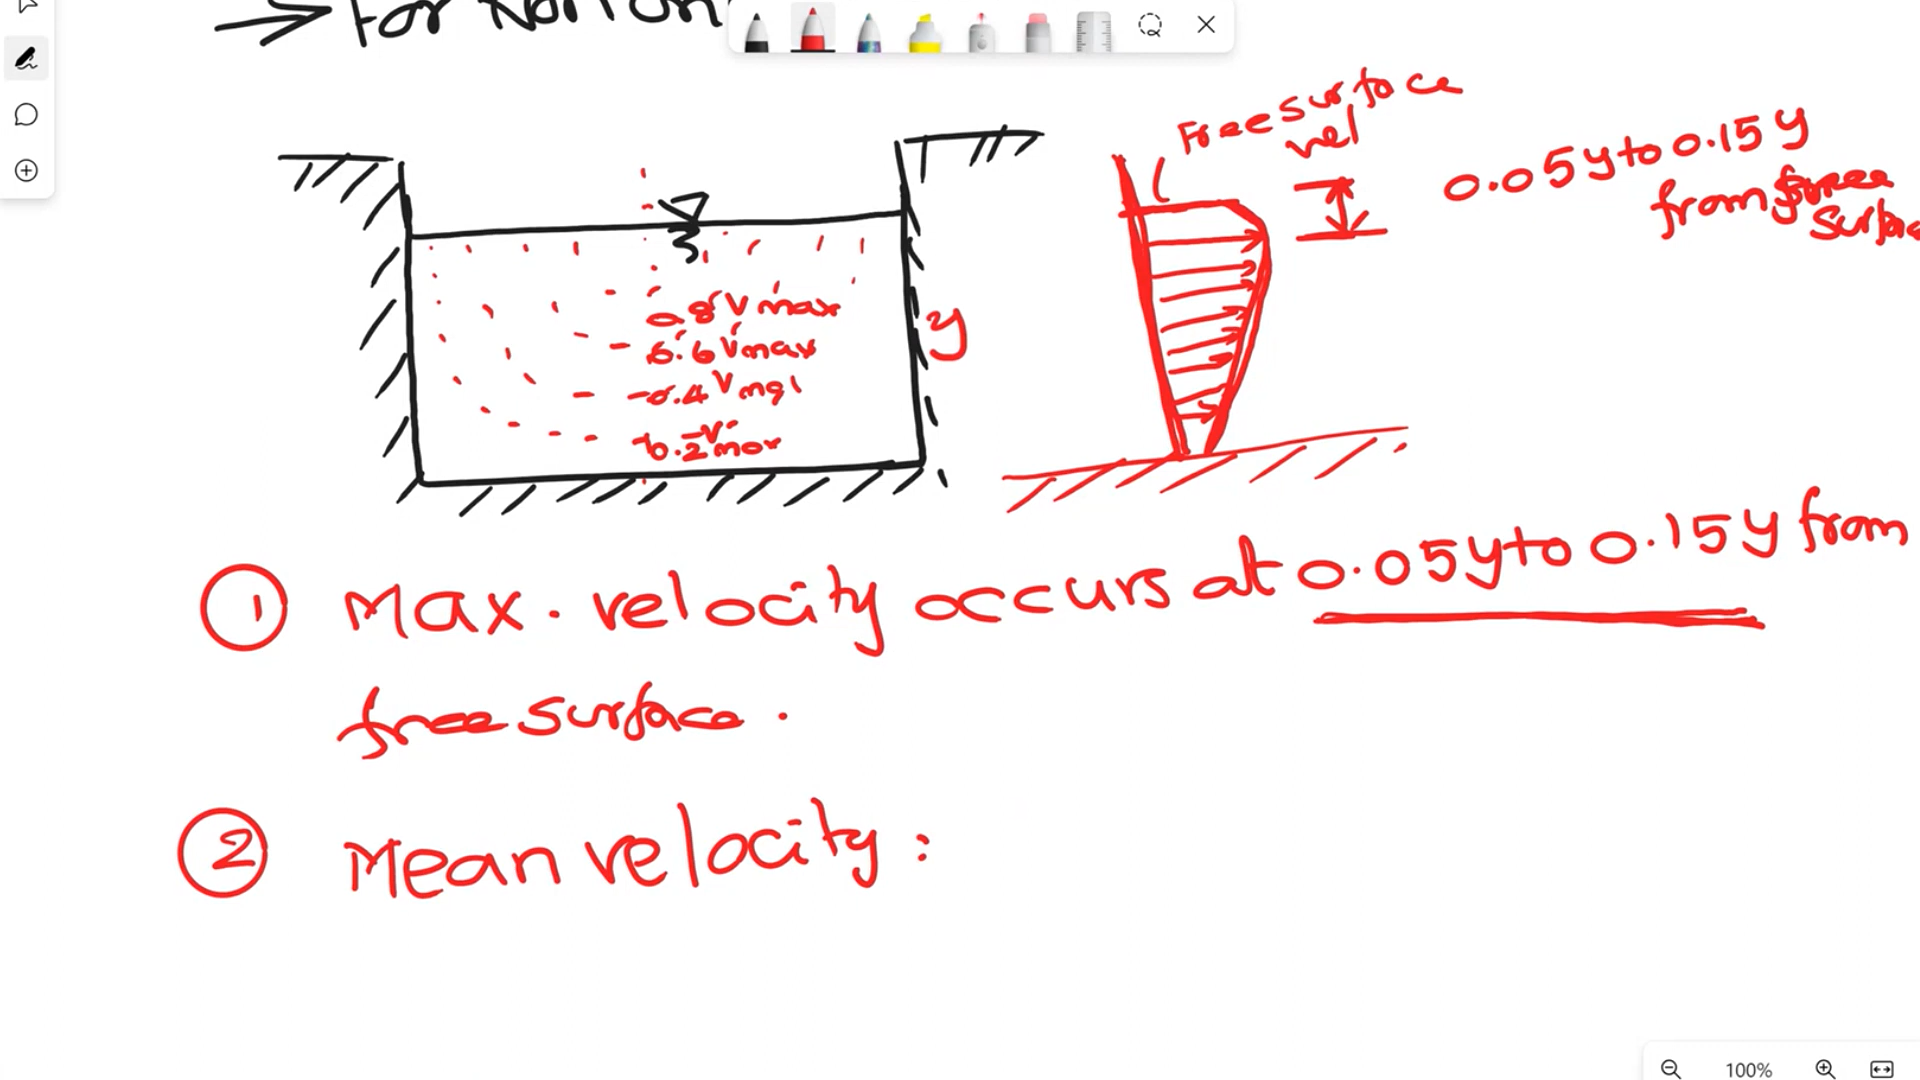 → For Non
Free surface
vel
0.05y to 0.15y
from free
surface
0.8 Vmax
0.6 Vmax
0.4 Vmax
0.2 Vmax
y
① Max. velocity occurs at 0.05y to 0.15y from
free surface.
② Mean velocity:
100%